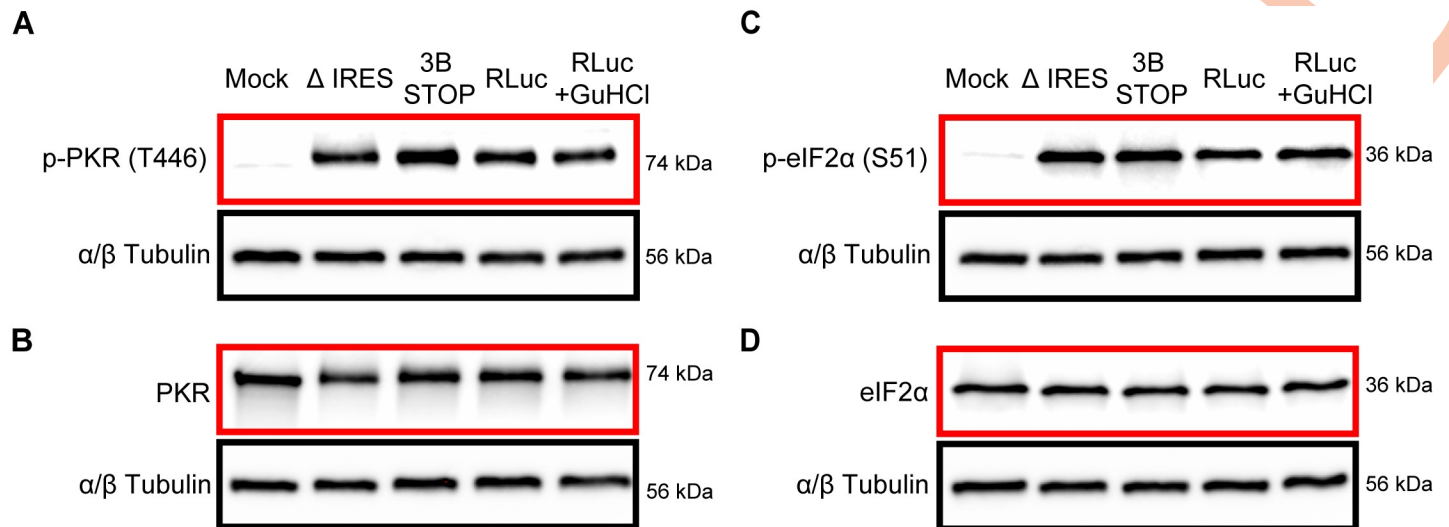 A
Mock Δ IRES 3B STOP RLuc RLuc +GuHCl
p-PKR (T446) 74 kDa
α/β Tubulin 56 kDa
B
PKR 74 kDa
α/β Tubulin 56 kDa
C
Mock Δ IRES 3B STOP RLuc RLuc +GuHCl
p-eIF2α (S51) 36 kDa
α/β Tubulin 56 kDa
D
eIF2α 36 kDa
α/β Tubulin 56 kDa